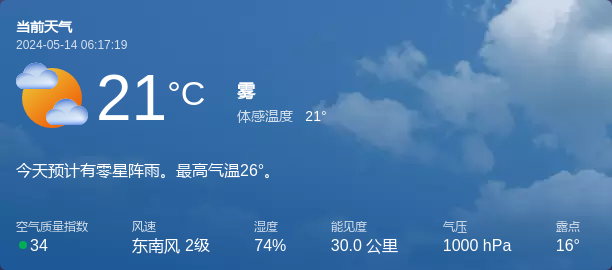 当前天气
2024-05-14 06:17:19
21°C
雾
体感温度 21°
今天预计有零星阵雨。最高气温26°。
空气质量指数 风速 湿度 能见度 气压 露点
34 东南风 2级 74% 30.0 公里 1000 hPa 16°